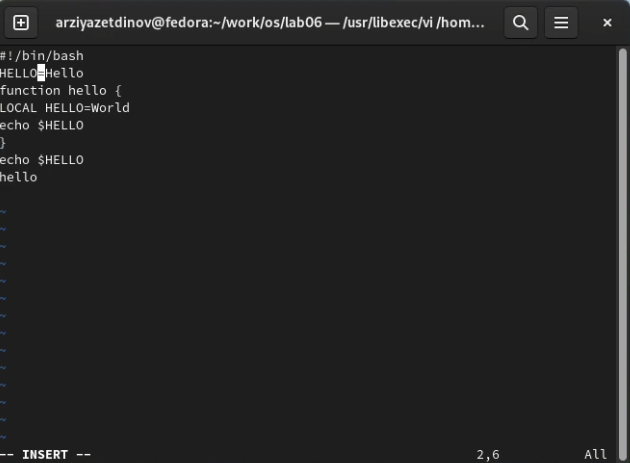 arziyazetdinov@fedora:~/work/os/lab06 — /usr/libexec/vi /hom...
#!/bin/bash
HELLO=Hello
function hello {
LOCAL HELLO=World
echo $HELLO
}
echo $HELLO
hello
~
~
~
~
~
~
~
~
~
~
~
~
~
~
-- INSERT -- 2,6 All